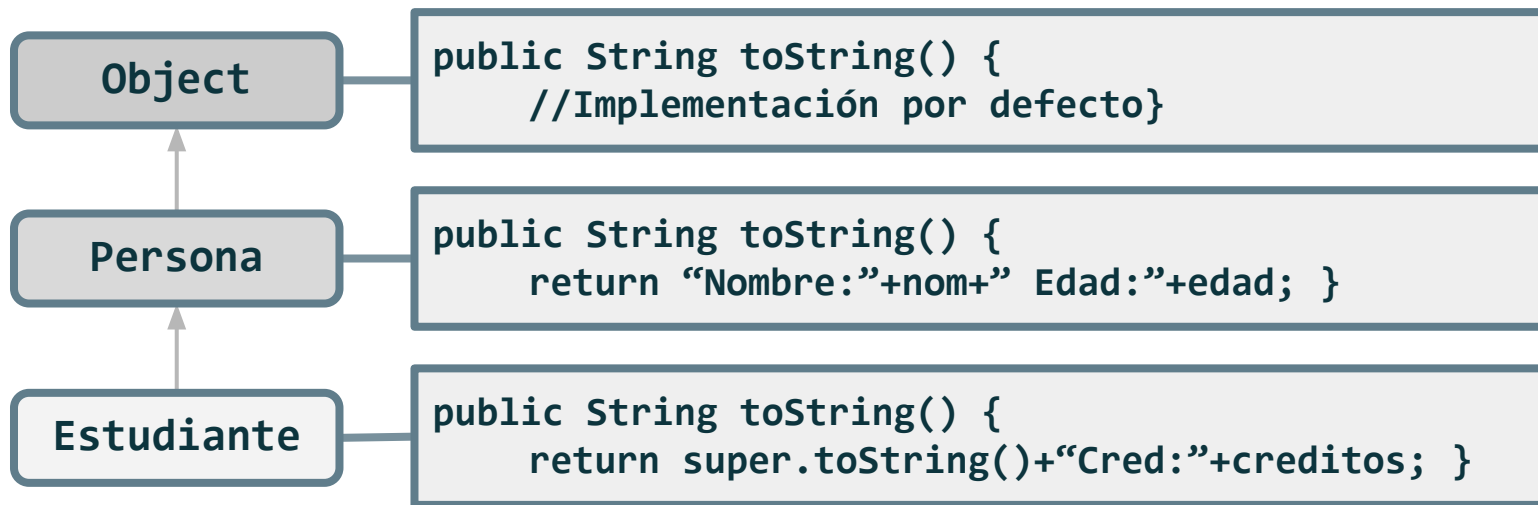 Object
public String toString() {
//Implementación por defecto}
Persona
public String toString() {
return “Nombre:”+nom+” Edad:”+edad; }
Estudiante
public String toString() {
return super.toString()+“Cred:”+creditos; }